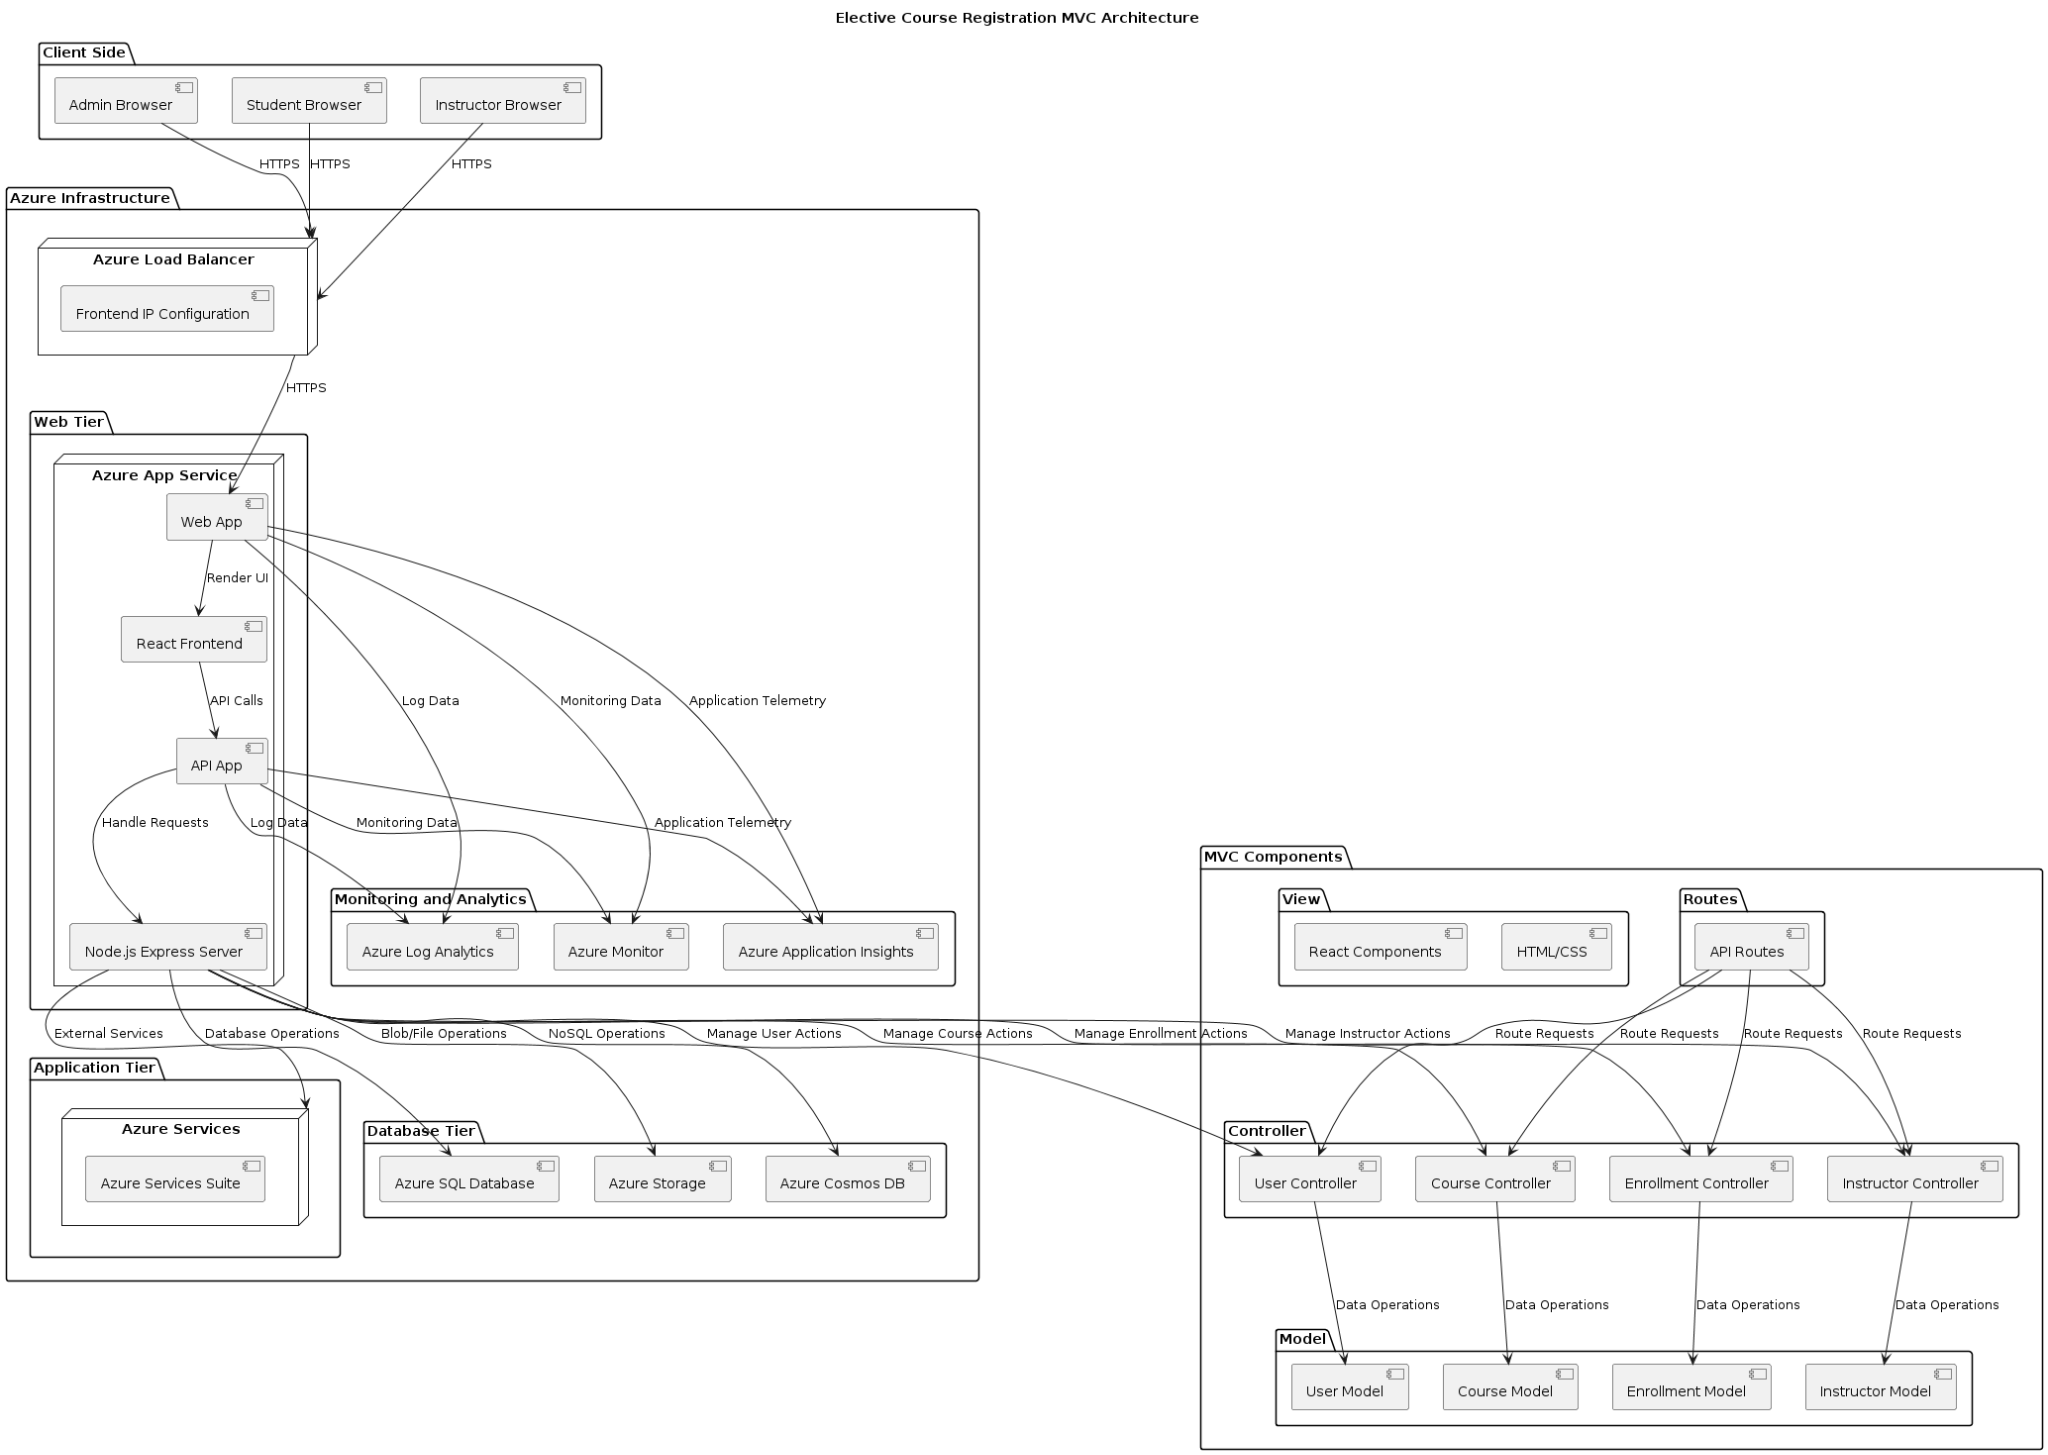 Elective Course Registration MVC Architecture
Client Side
Admin Browser
Student Browser
Instructor Browser
HTTPS
HTTPS
HTTPS
Azure Infrastructure
Azure Load Balancer
Frontend IP Configuration
HTTPS
Web Tier
Azure App Service
Web App
Render UI
React Frontend
API Calls
Log Data
Monitoring Data
Application Telemetry
API App
Handle Requests
Log Data
Monitoring Data
Application Telemetry
Node.js Express Server
Monitoring and Analytics
Azure Log Analytics
Azure Monitor
Azure Application Insights
MVC Components
View
React Components
HTML/CSS
Routes
API Routes
External Services
Database Operations
Blob/File Operations
NoSQL Operations
Manage User Actions
Manage Course Actions
Manage Enrollment Actions
Manage Instructor Actions
Route Requests
Route Requests
Route Requests
Route Requests
Application Tier
Azure Services
Azure Services Suite
Database Tier
Azure SQL Database
Azure Storage
Azure Cosmos DB
Controller
User Controller
Course Controller
Enrollment Controller
Instructor Controller
Data Operations
Data Operations
Data Operations
Data Operations
Model
User Model
Course Model
Enrollment Model
Instructor Model